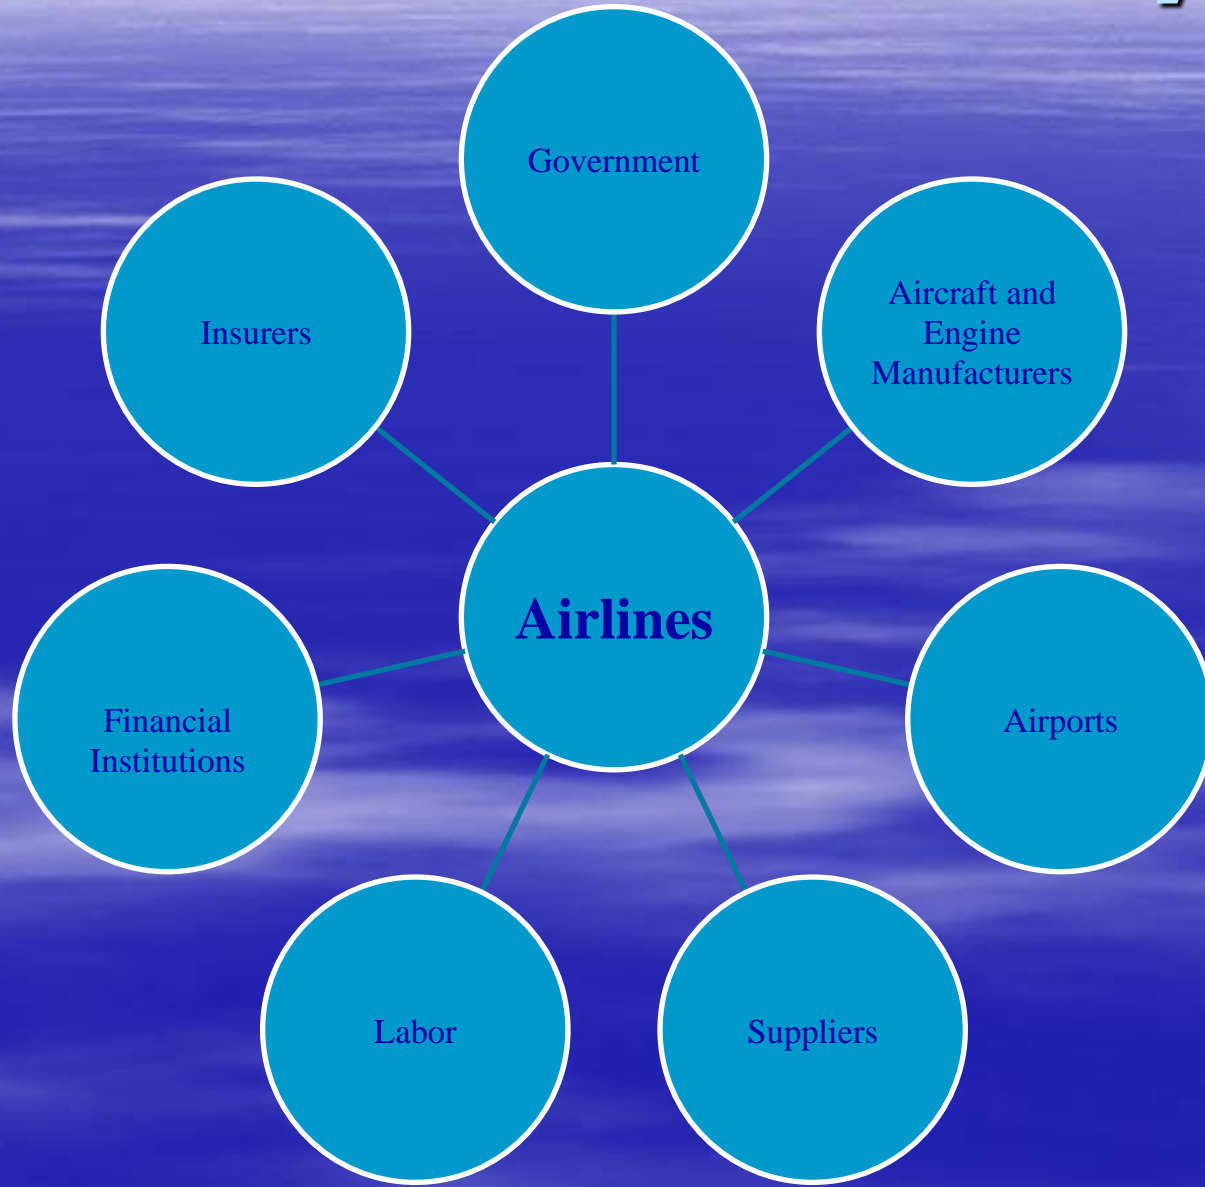 Government
Insurers
Aircraft and
Engine
Manufacturers
Airlines
Financial
Institutions
Airports
Labor
Suppliers